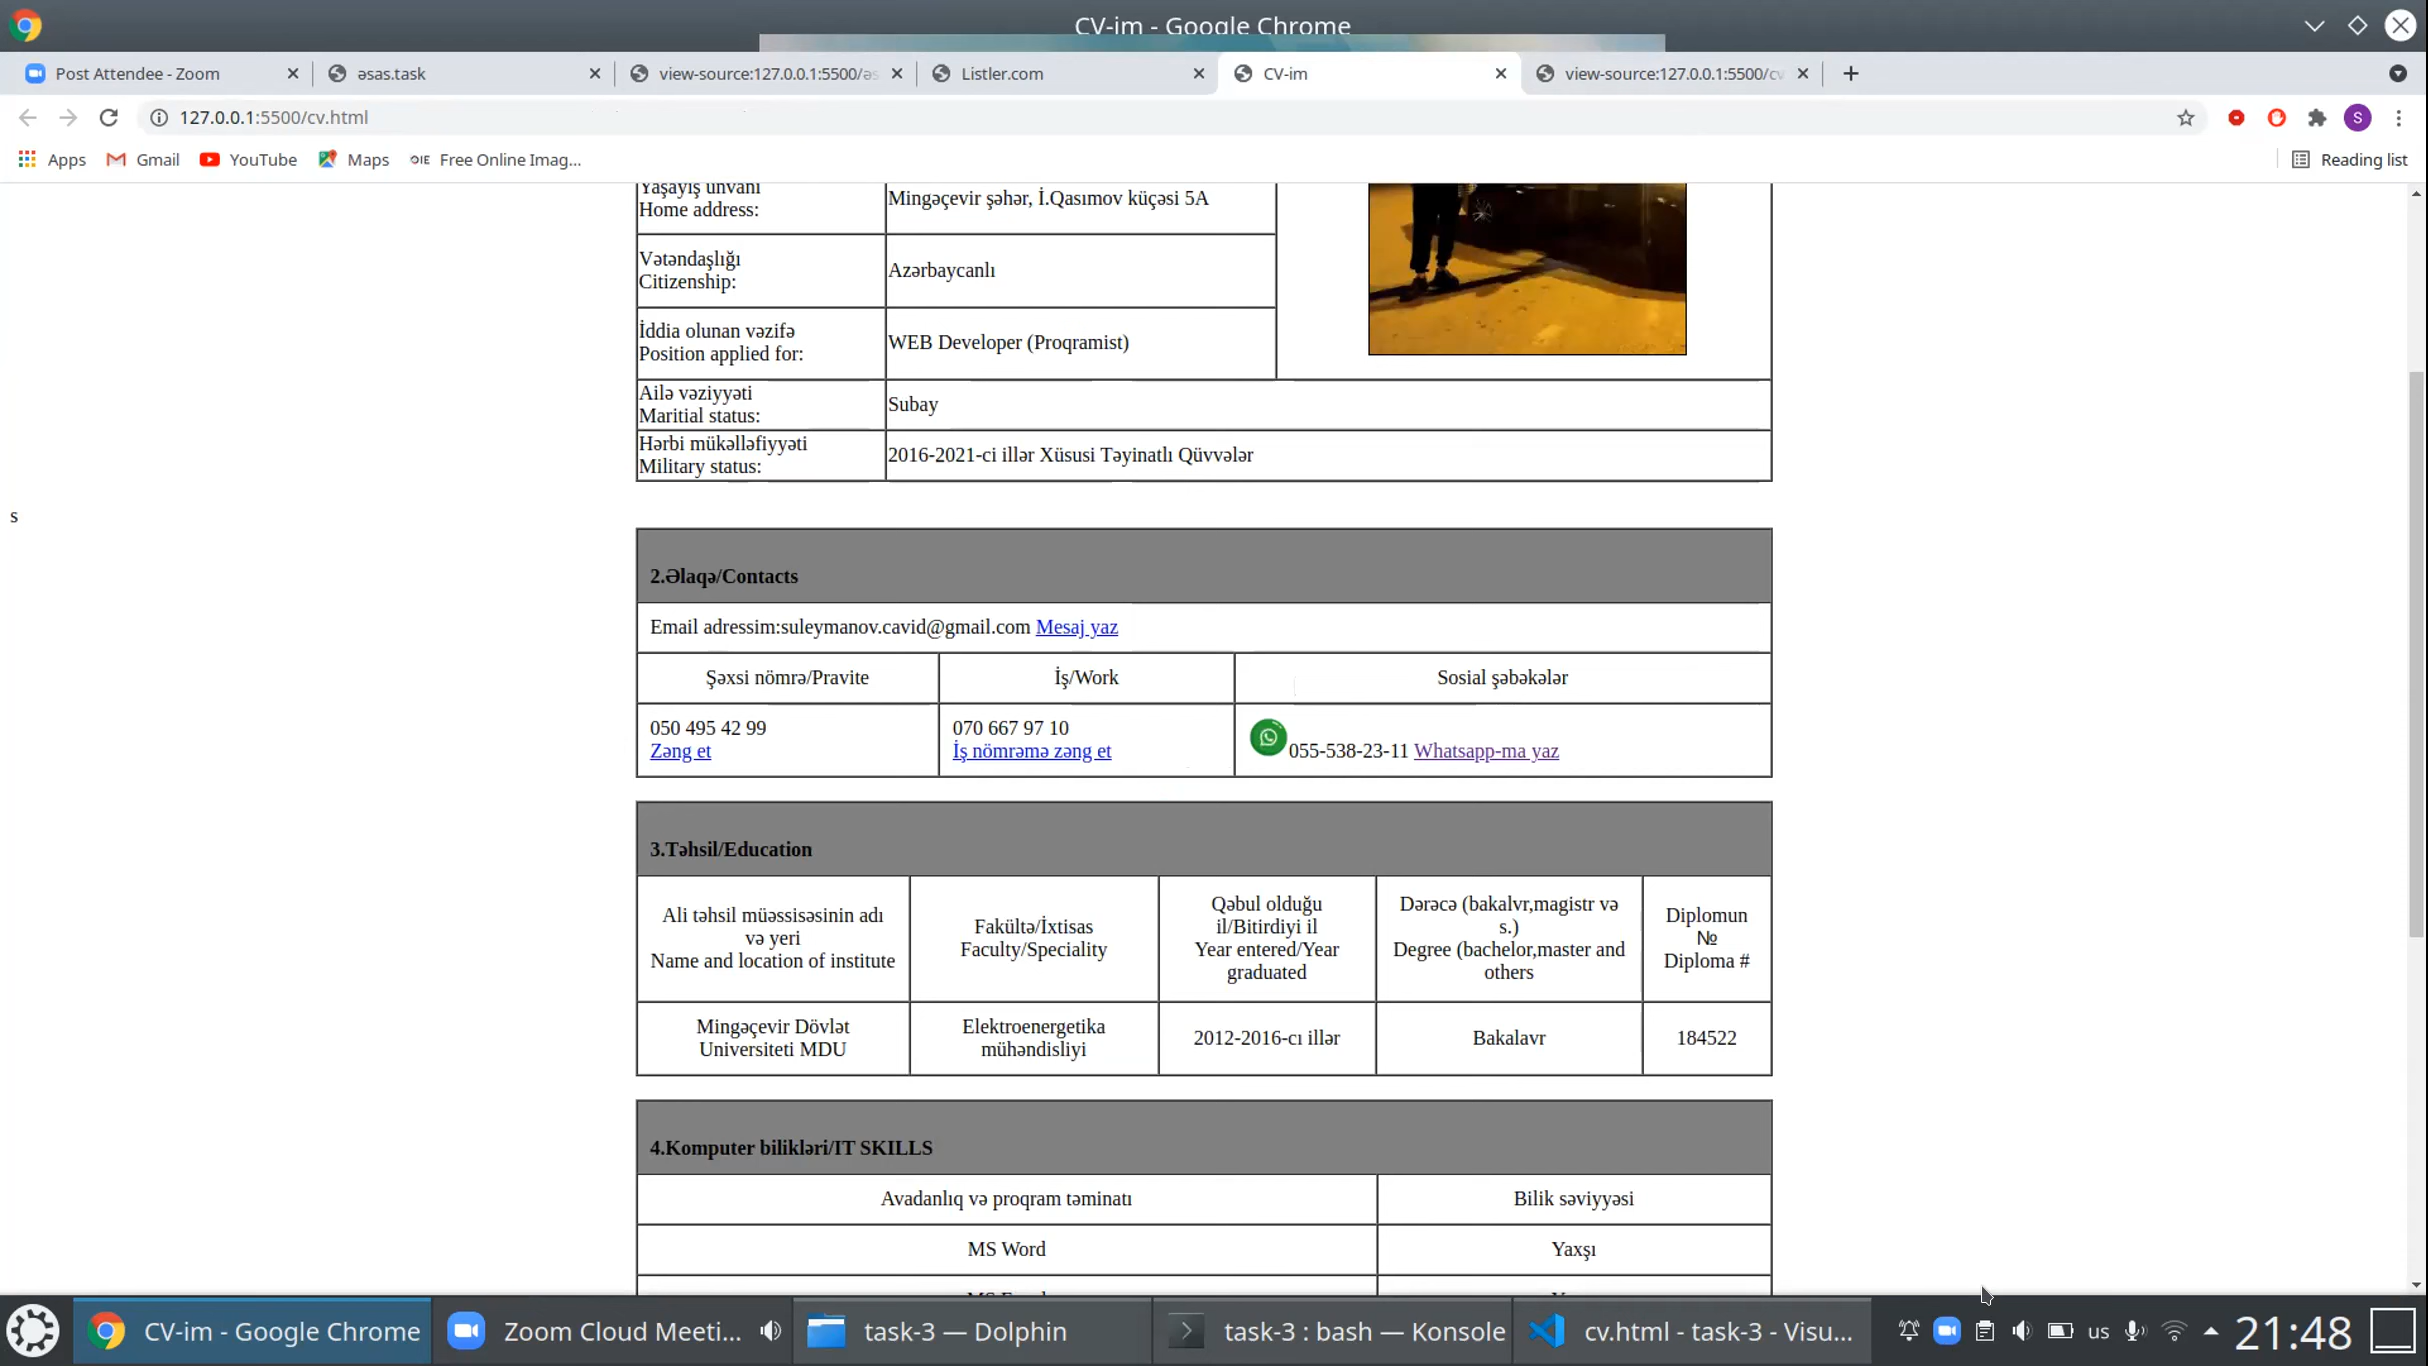 CV-im - Google Chrome
Post Attendee - Zoom
əsas.task
view-source:127.0.0.1:5500/əs
Listler.com
CV-im
view-source:127.0.0.1:5500/cv
127.0.0.1:5500/cv.html
S
Apps
Gmail
YouTube
Maps
OIE Free Online Imag...
Reading list
Yaşayış ünvanı
Home address:
Mingəçevir şəhər, İ.Qasımov küçəsi 5A
Vətəndaşlığı
Citizenship:
Azərbaycanlı
İddia olunan vəzifə
Position applied for:
WEB Developer (Proqramist)
Ailə vəziyyəti
Maritial status:
Subay
Hərbi mükəlləfiyyəti
Military status:
2016-2021-ci illər Xüsusi Təyinatlı Qüvvələr
s
2.Əlaqə/Contacts
Email adressim:suleymanov.cavid@gmail.com Mesaj yaz
Şəxsi nömrə/Pravite
İş/Work
Sosial şəbəkələr
050 495 42 99
Zəng et
070 667 97 10
İş nömrəmə zəng et
055-538-23-11 Whatsapp-ma yaz
3.Təhsil/Education
Ali təhsil müəssisəsinin adı
və yeri
Name and location of institute
Fakültə/İxtisas
Faculty/Speciality
Qəbul olduğu
il/Bitirdiyi il
Year entered/Year
graduated
Dərəcə (bakalvr,magistr və
s.)
Degree (bachelor,master and
others
Diplomun
№
Diploma #
Mingəçevir Dövlət
Universiteti MDU
Elektroenergetika
mühəndisliyi
2012-2016-cı illər
Bakalavr
184522
4.Komputer bilikləri/IT SKILLS
Avadanlıq və proqram təminatı
Bilik səviyyəsi
MS Word
Yaxşı
CV-im - Google Chrome
Zoom Cloud Meeti...
task-3 — Dolphin
task-3 : bash — Konsole
cv.html - task-3 - Visu...
us
21:48